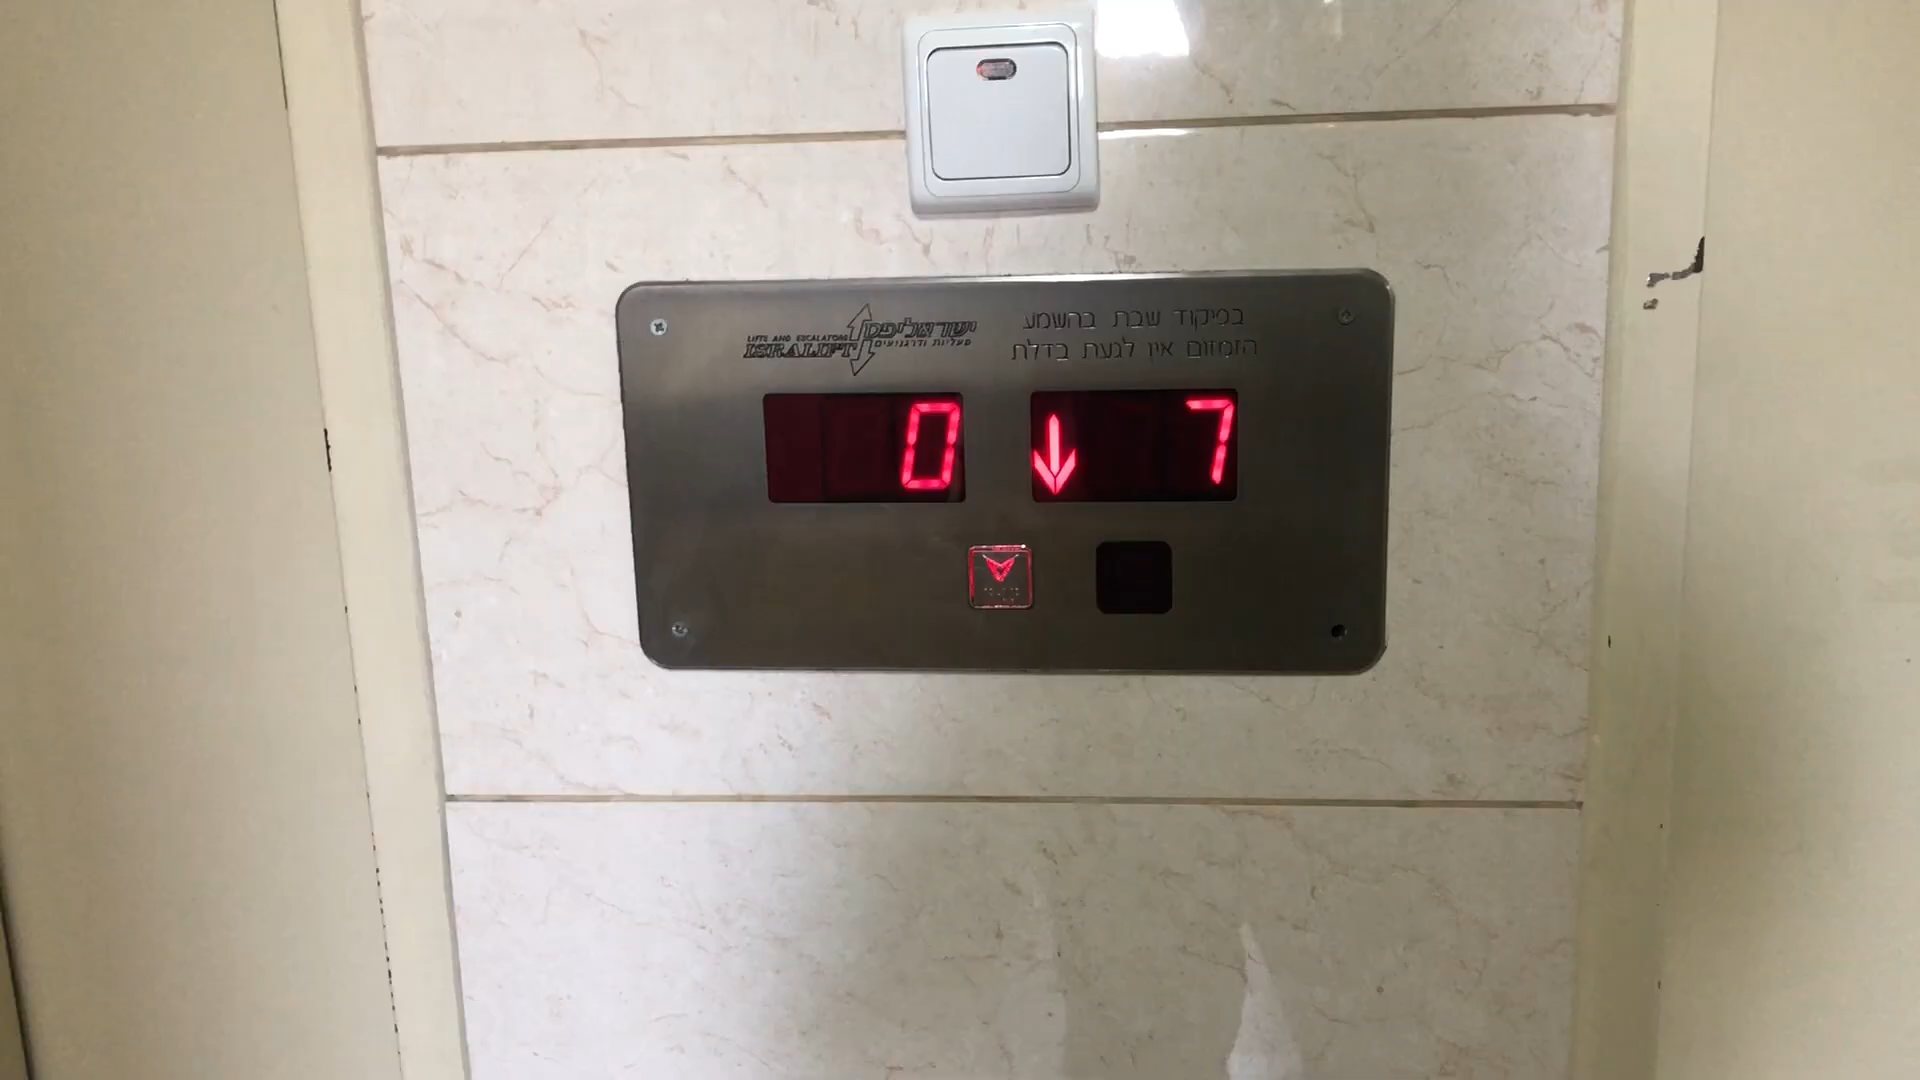 ישראליפט
LIFTS AND ESCALATORS
ISRALIFT
מעליות ודרגנועים
בפיקוד שבת בהשמע
הזמזום אין לגעת בדלת
0
7